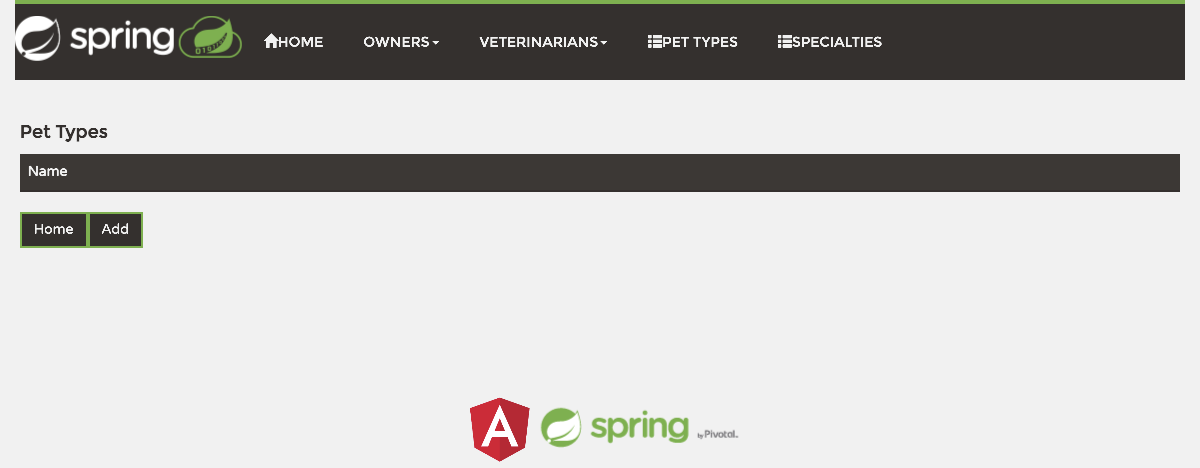 spring HOME OWNERS VETERINARIANS PET TYPES SPECIALTIES
Pet Types
Name
Home Add
A spring by Pivotal